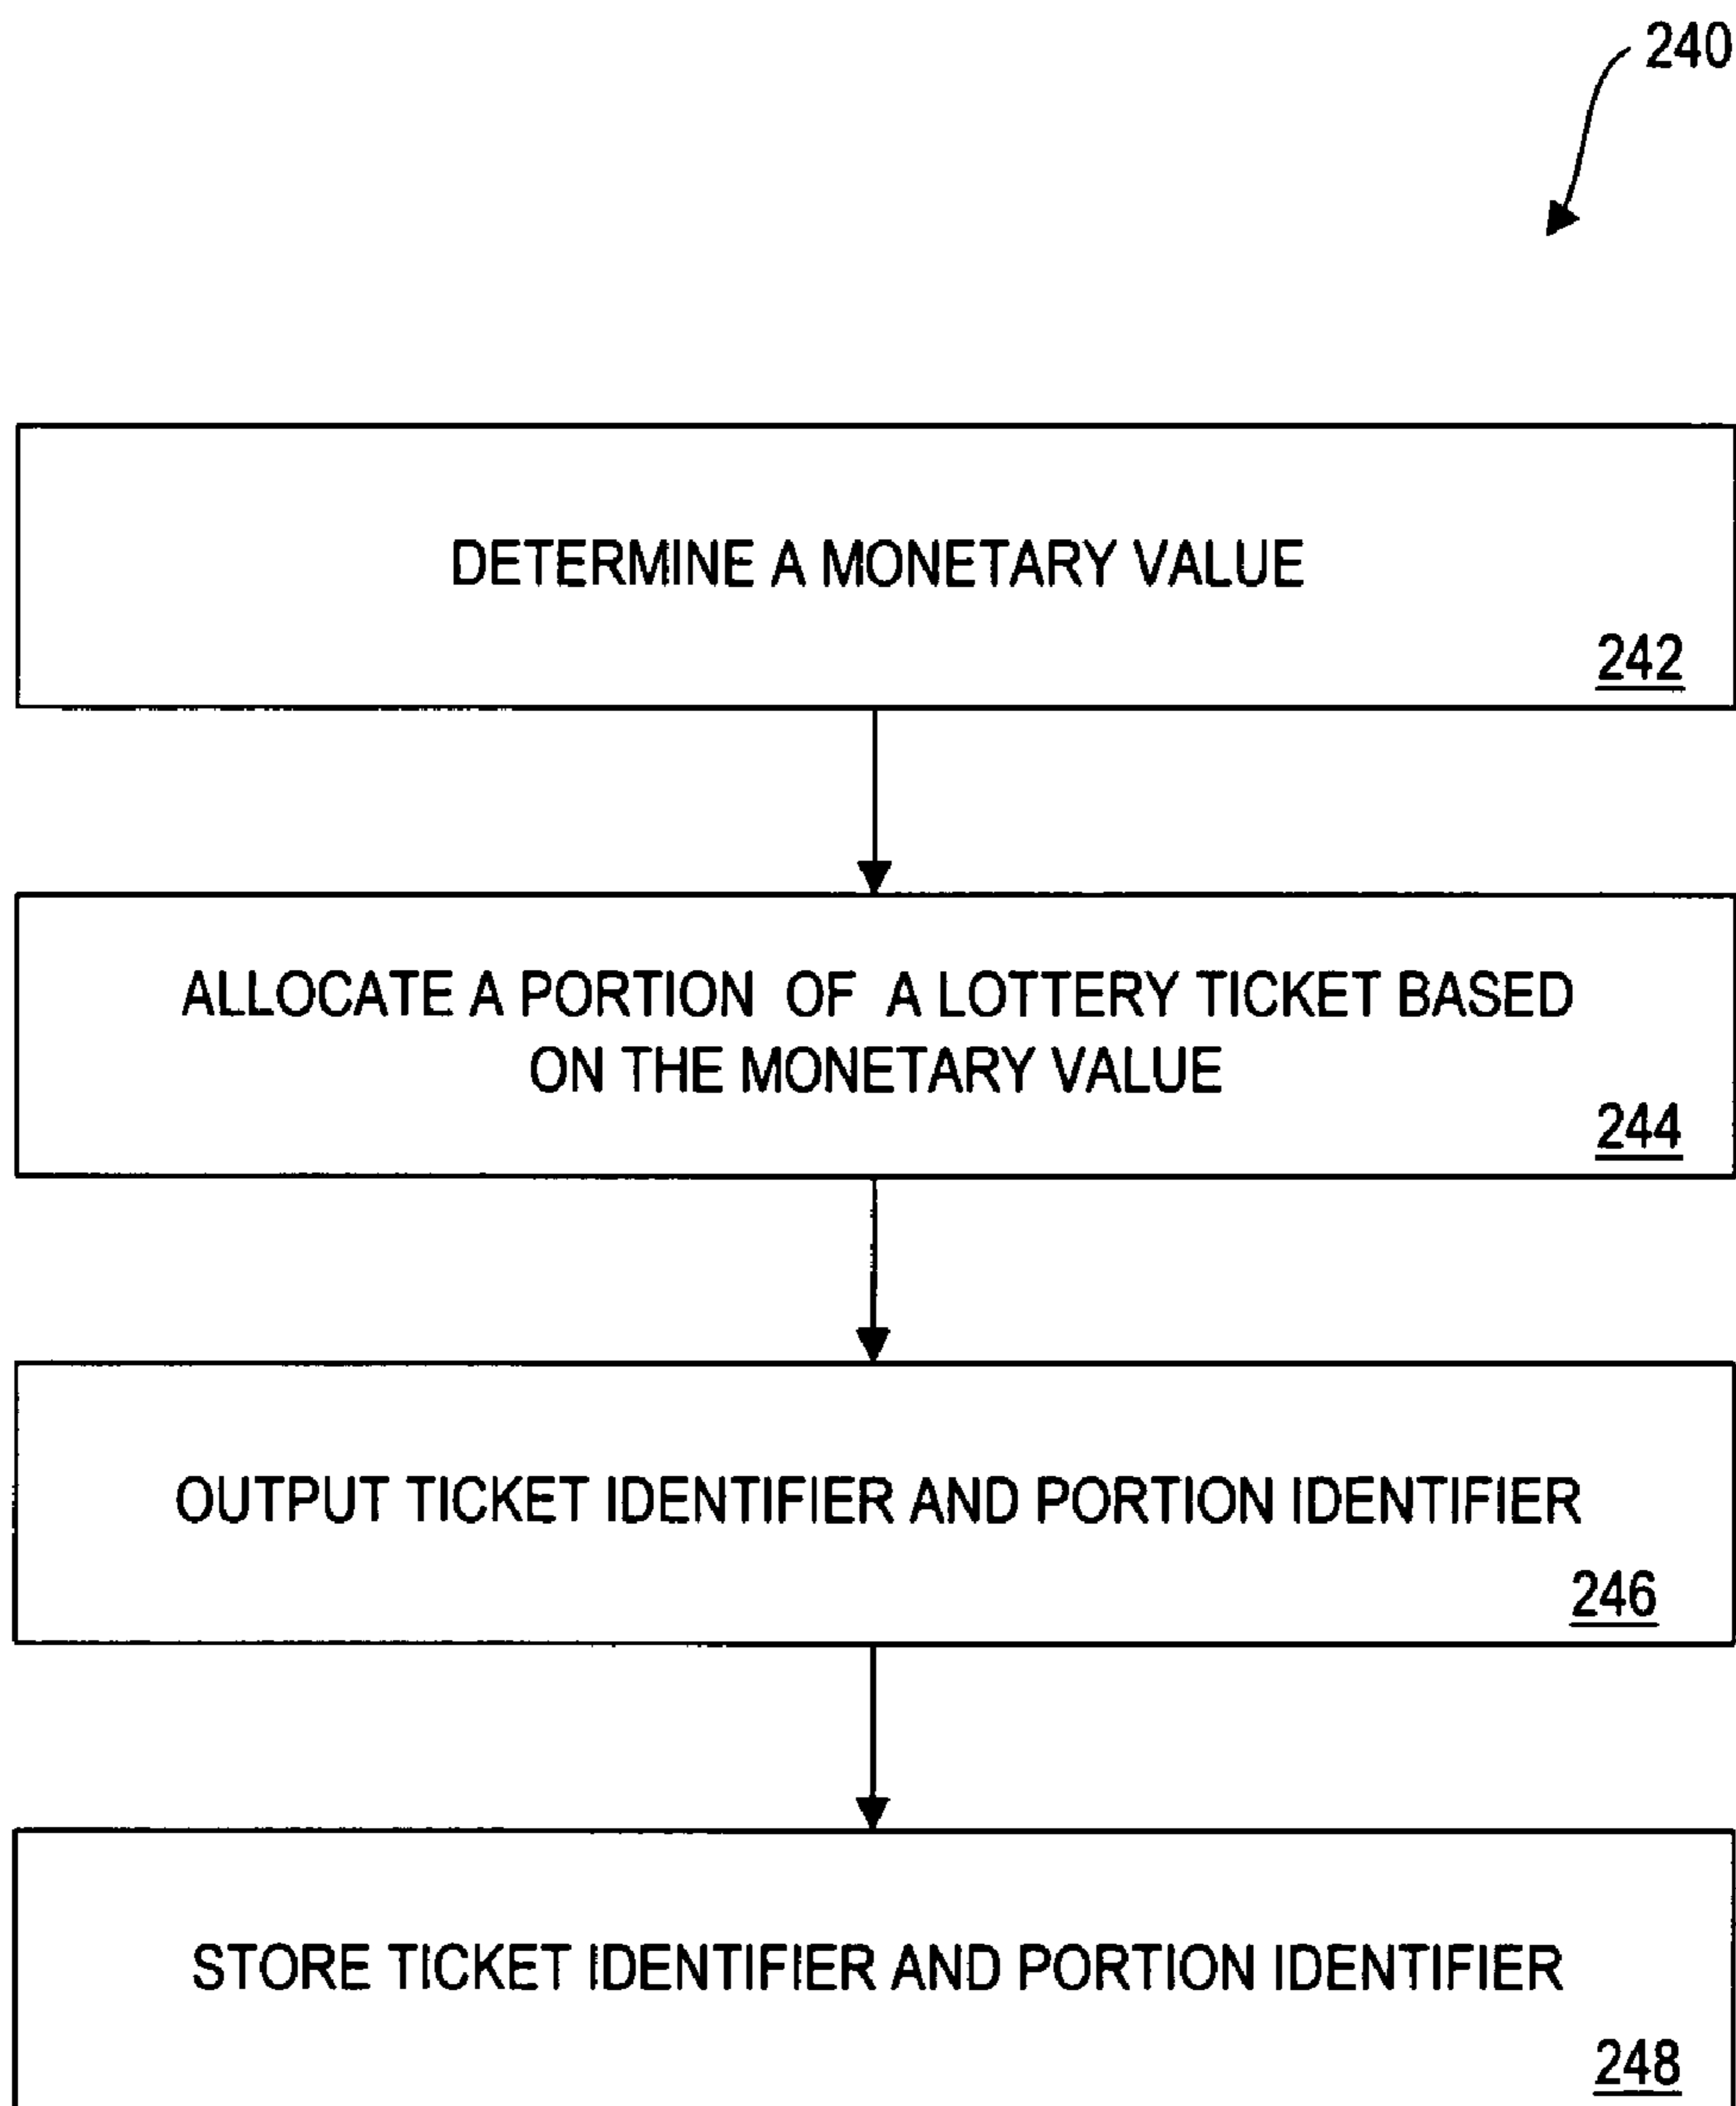 240
DETERMINE A MONETARY VALUE
242
ALLOCATE A PORTION OF A LOTTERY TICKET BASED
ON THE MONETARY VALUE
244
OUTPUT TICKET IDENTIFIER AND PORTION IDENTIFIER
246
STORE TICKET IDENTIFIER AND PORTION IDENTIFIER
248